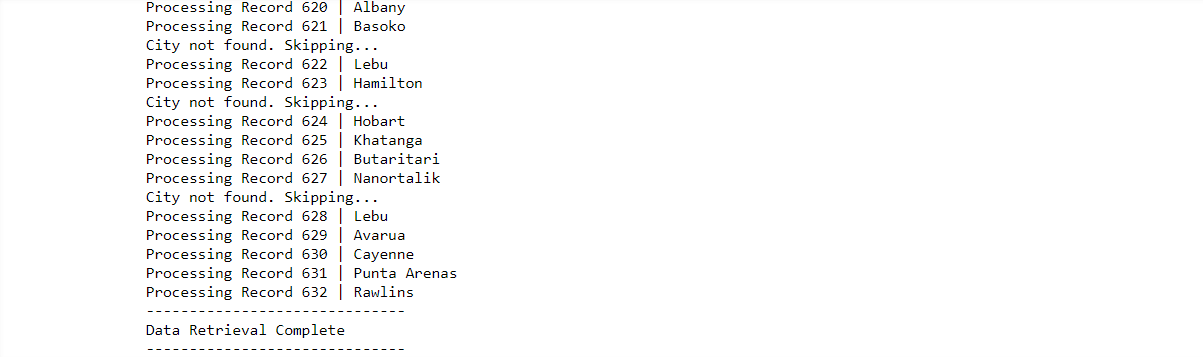 Processing Record 620 | Albany
Processing Record 621 | Basoko
City not found. Skipping...
Processing Record 622 | Lebu
Processing Record 623 | Hamilton
City not found. Skipping...
Processing Record 624 | Hobart
Processing Record 625 | Khatanga
Processing Record 626 | Butaritari
Processing Record 627 | Nanortalik
City not found. Skipping...
Processing Record 628 | Lebu
Processing Record 629 | Avarua
Processing Record 630 | Cayenne
Processing Record 631 | Punta Arenas
Processing Record 632 | Rawlins
------------------------------
Data Retrieval Complete
------------------------------